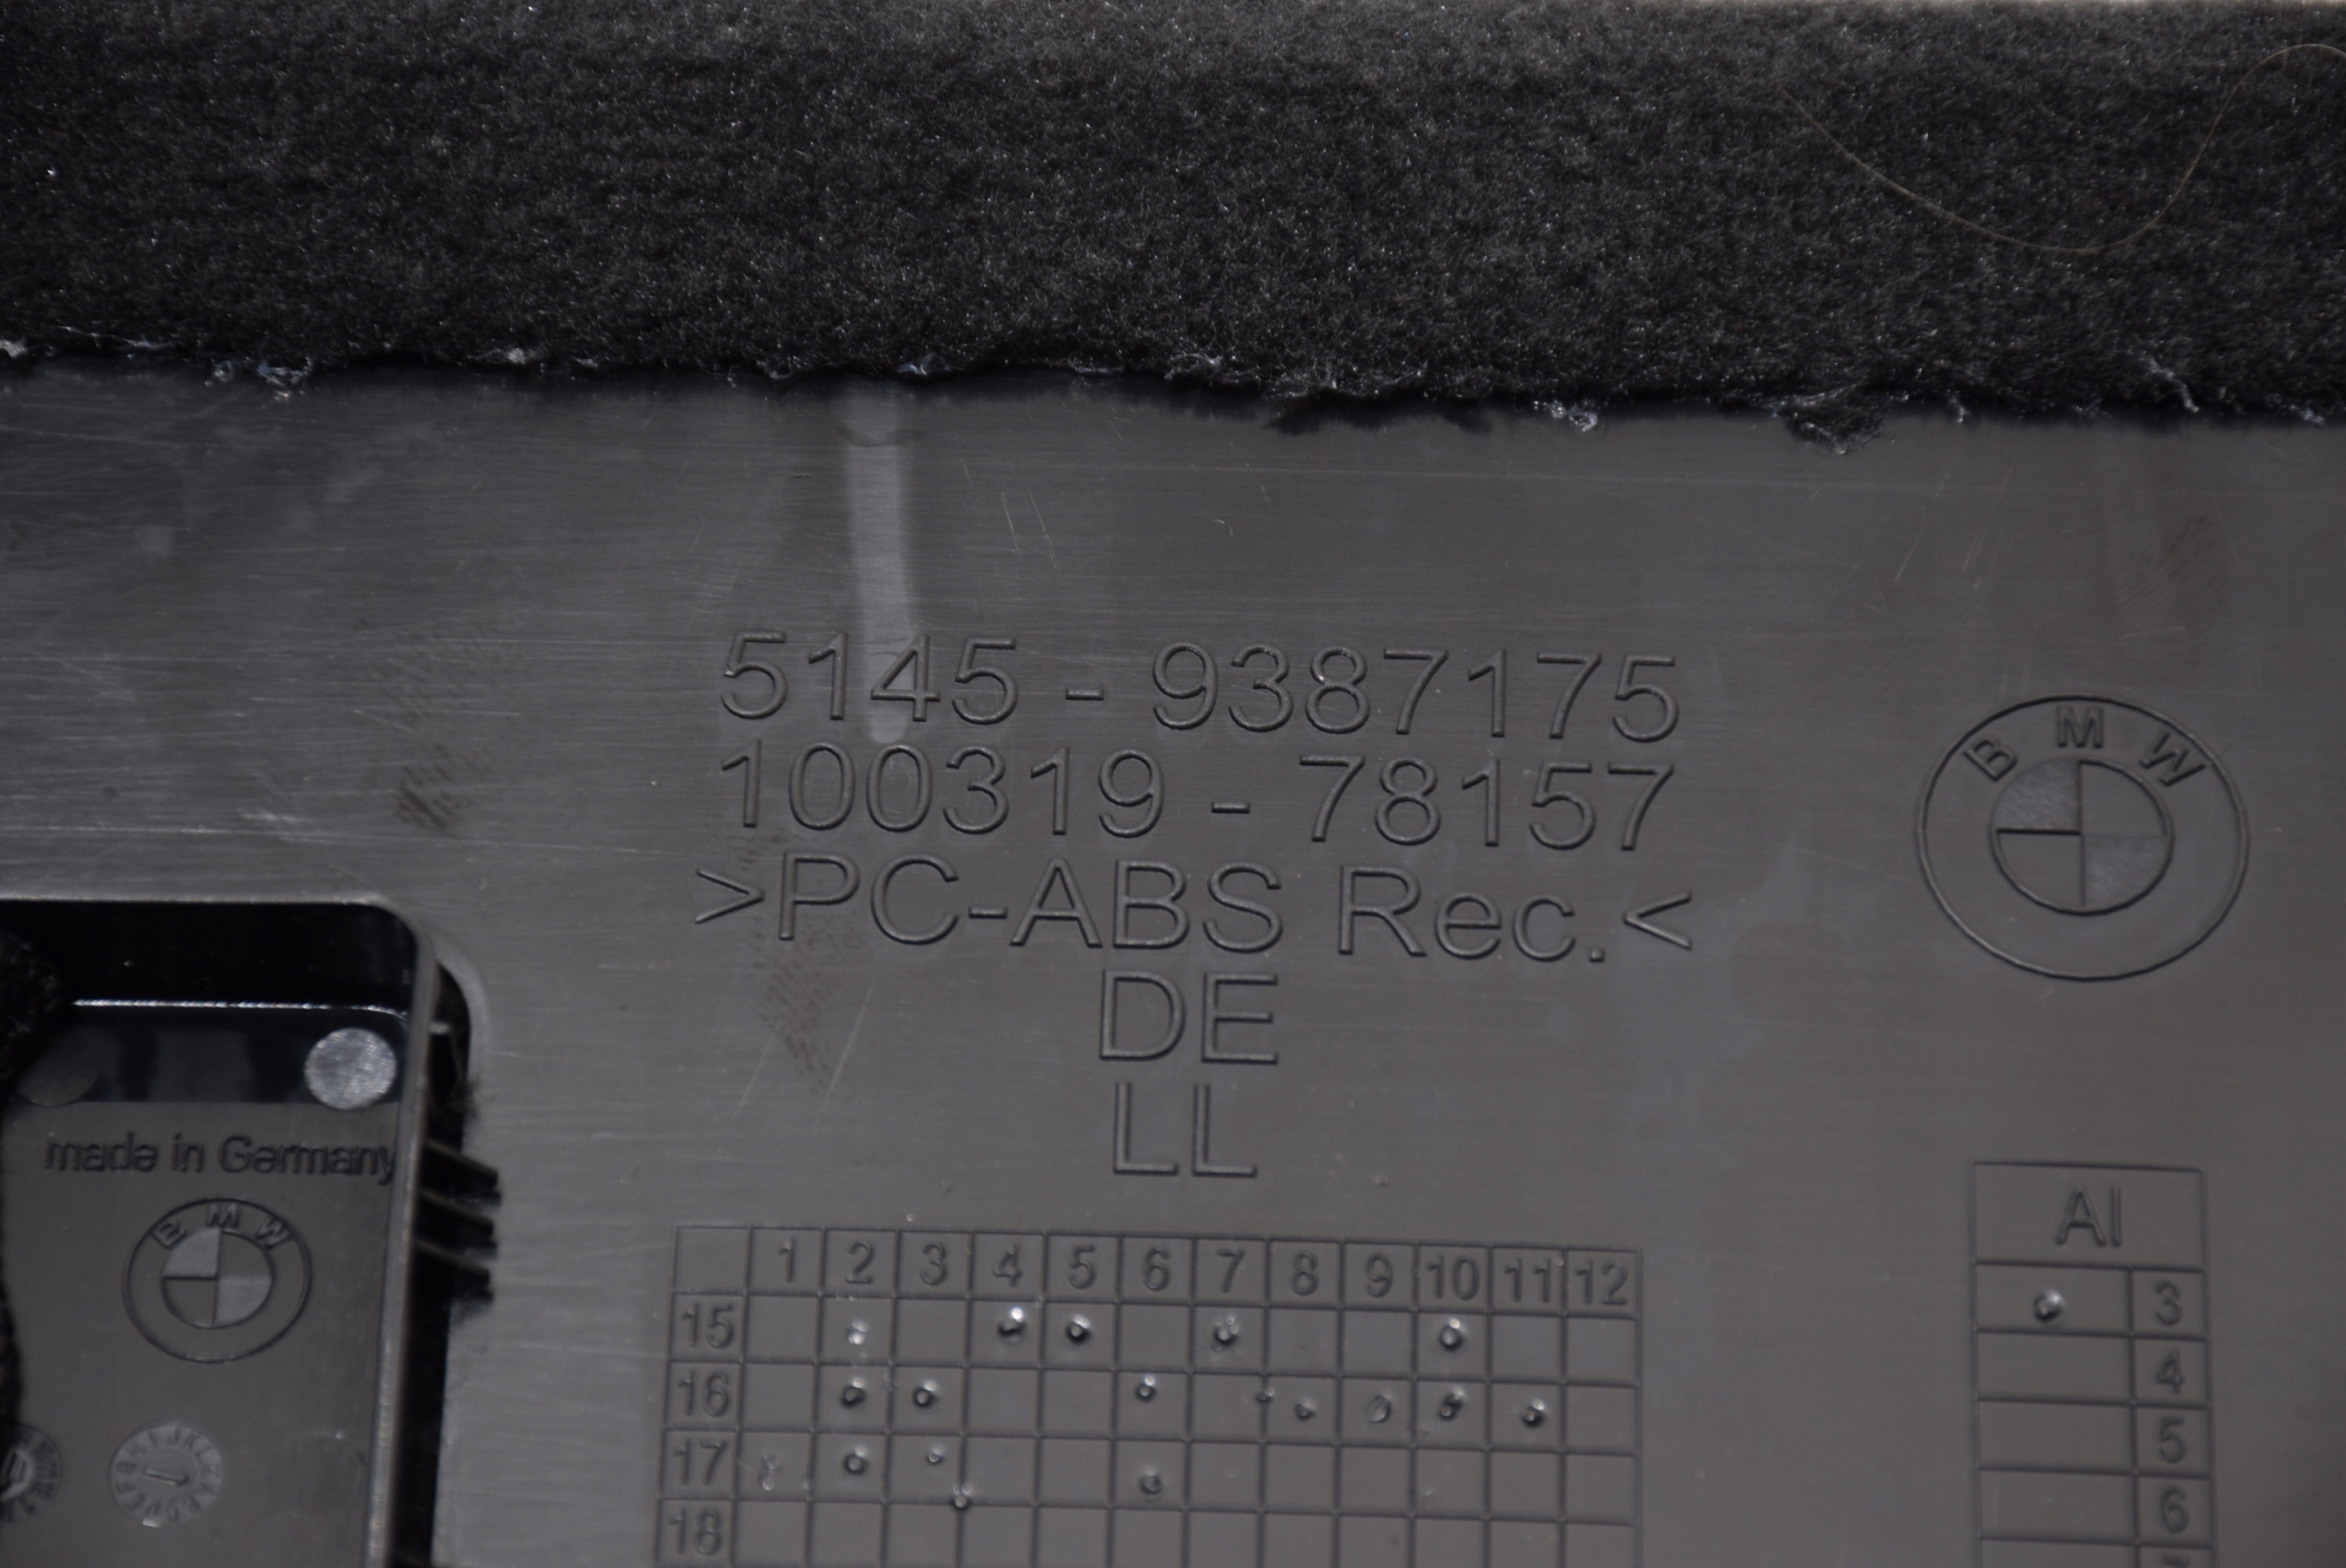 5145 - 9387175
100319 - 78157
>PC-ABS Rec.<
DE
LL
BMW
made in Germany
BMW
1 2 3 4 5 6 7 8 9 10 11 12
15
16
17
18
AI
3
4
5
6